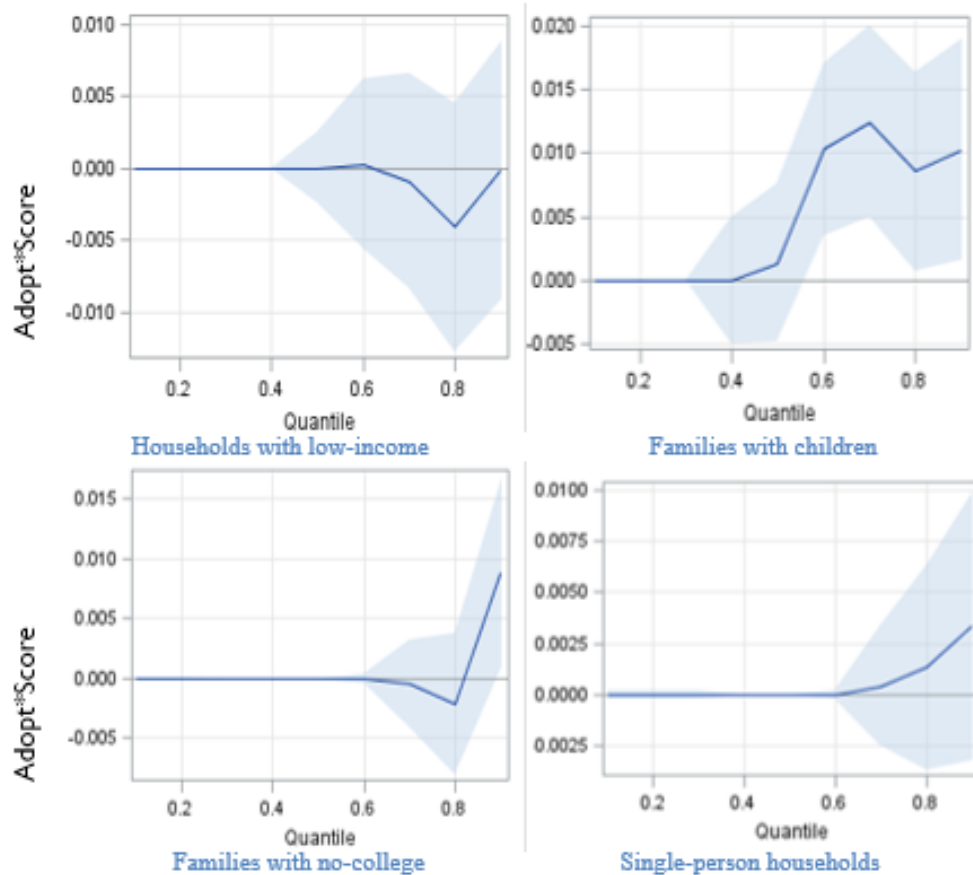 0.010
0.005
0.000
-0.005
-0.010
Adopt*Score
0.2 0.4 0.6 0.8
Quantile
Households with low-income
0.020
0.015
0.010
0.005
0.000
-0.005
0.2 0.4 0.6 0.8
Quantile
Families with children
0.015
0.010
0.005
0.000
-0.005
Adopt*Score
0.2 0.4 0.6 0.8
Quantile
Families with no-college
0.0100
0.0075
0.0050
0.0025
0.0000
0.0025
0.2 0.4 0.6 0.8
Quantile
Single-person households